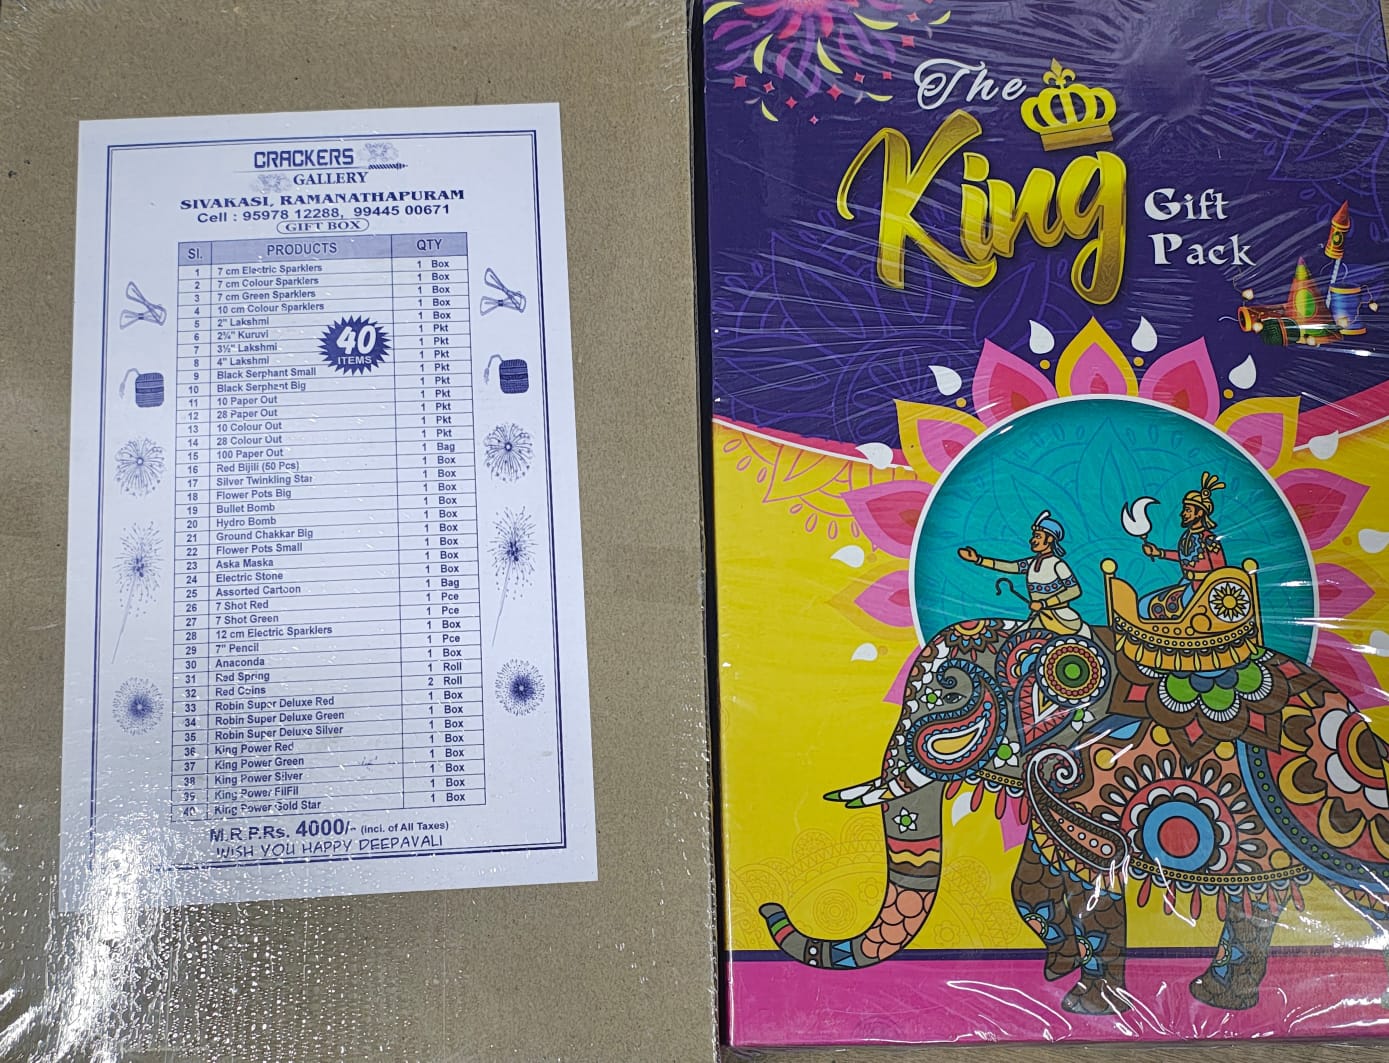 CRACKERS
GALLERY
SIVAKASI, RAMANATHAPURAM
Cell : 95978 12288, 99445 00671
GIFT BOX
Sl. PRODUCTS QTY
1 7 cm Electric Sparklers 1 Box
2 7 cm Colour Sparklers 1 Box
3 7 cm Green Sparklers 1 Box
4 10 cm Colour Sparklers 1 Box
5 2" Lakshmi 1 Box
6 2¾" Kuruvi 1 Pkt
7 3½" Lakshmi 1 Pkt
8 4" Lakshmi 1 Pkt
9 Black Serphant Small 1 Pkt
10 Black Serphent Big 1 Pkt
11 10 Paper Out 1 Pkt
12 28 Paper Out 1 Pkt
13 10 Colour Out 1 Pkt
14 28 Colour Out 1 Pkt
15 100 Paper Out 1 Bag
16 Red Bijili (50 Pcs) 1 Box
17 Silver Twinkling Star 1 Box
18 Flower Pots Big 1 Box
19 Bullet Bomb 1 Box
20 Hydro Bomb 1 Box
21 Ground Chakkar Big 1 Box
22 Flower Pots Small 1 Box
23 Aska Maska 1 Box
24 Electric Stone 1 Box
25 Assorted Cartoon 1 Bag
26 7 Shot Red 1 Pce
27 7 Shot Green 1 Pce
28 12 cm Electric Sparklers 1 Box
29 7" Pencil 1 Pce
30 Anaconda 1 Box
31 Red Spring 1 Roll
32 Red Coins 2 Roll
33 Robin Super Deluxe Red 1 Box
34 Robin Super Deluxe Green 1 Box
35 Robin Super Deluxe Silver 1 Box
36 King Power Red 1 Box
37 King Power Green 1 Box
38 King Power Silver 1 Box
39 King Power FilFil 1 Box
40 King Power Gold Star 1 Box
40
ITEMS
M.R.P.Rs. 4000/- (incl. of All Taxes)
WISH YOU HAPPY DEEPAVALI
The
King
Gift
Pack